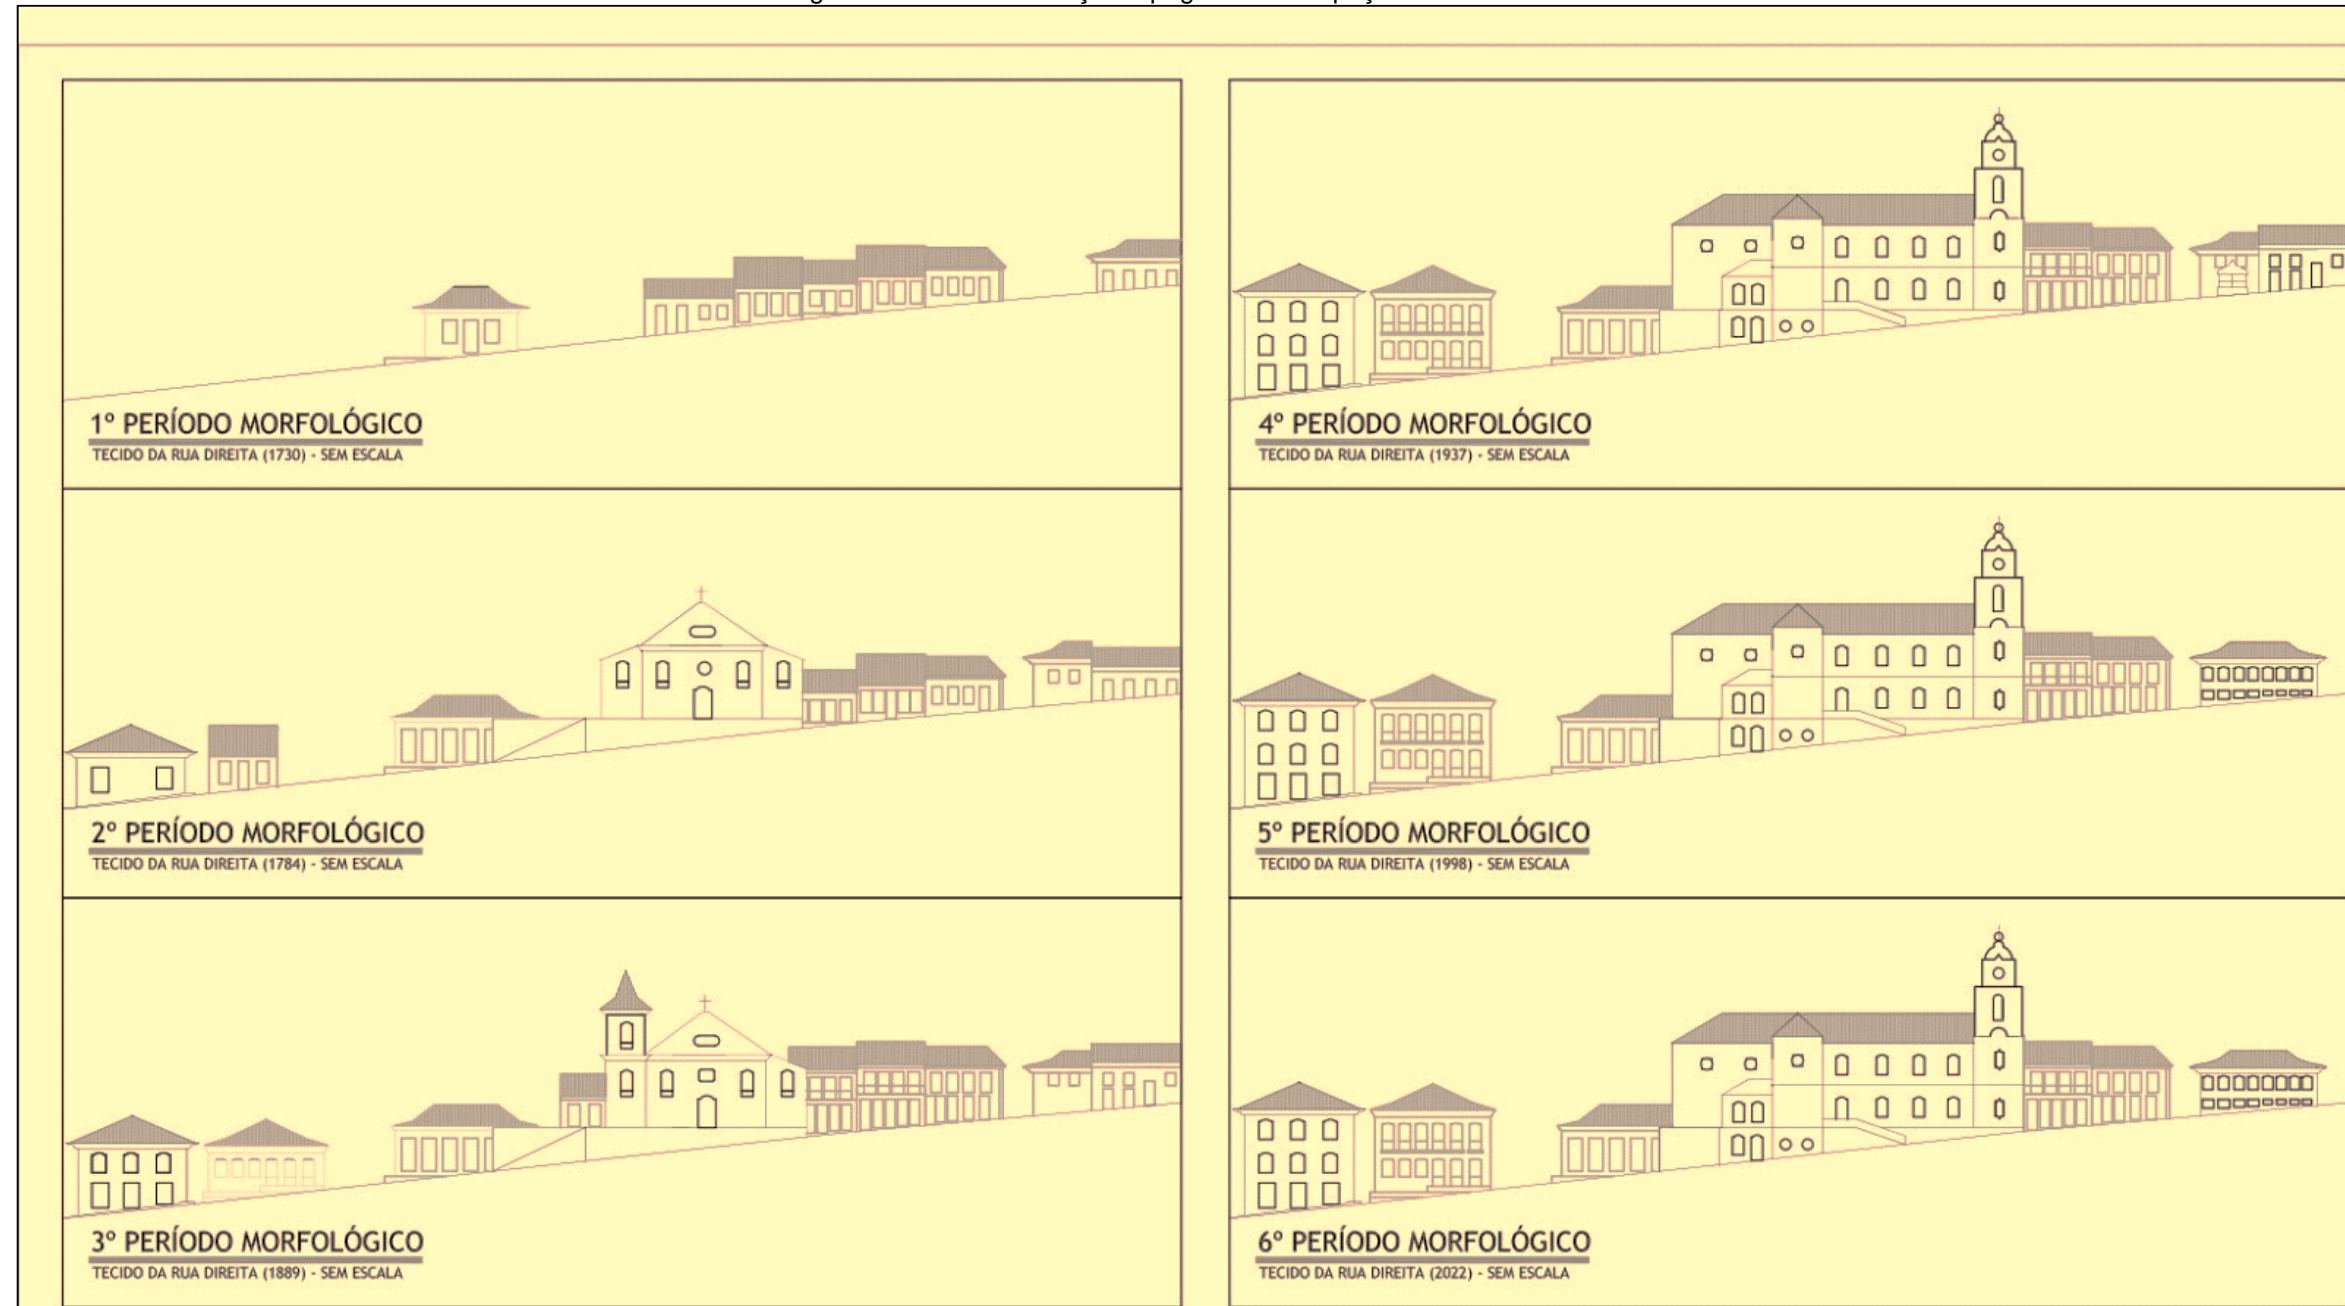 1º PERÍODO MORFOLÓGICO
TECIDO DA RUA DIREITA (1730) - SEM ESCALA
2º PERÍODO MORFOLÓGICO
TECIDO DA RUA DIREITA (1784) - SEM ESCALA
3º PERÍODO MORFOLÓGICO
TECIDO DA RUA DIREITA (1889) - SEM ESCALA
4º PERÍODO MORFOLÓGICO
TECIDO DA RUA DIREITA (1937) - SEM ESCALA
5º PERÍODO MORFOLÓGICO
TECIDO DA RUA DIREITA (1998) - SEM ESCALA
6º PERÍODO MORFOLÓGICO
TECIDO DA RUA DIREITA (2022) - SEM ESCALA